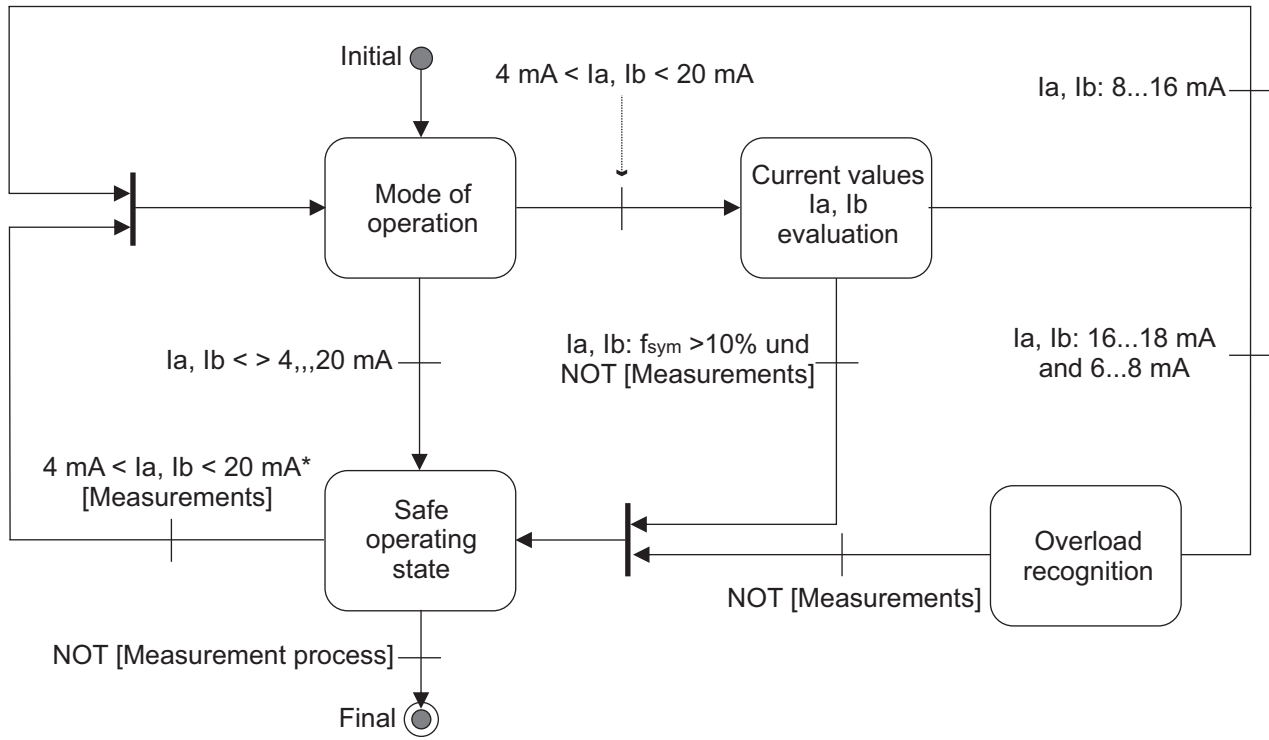 Initial
4 mA < Ia, Ib < 20 mA
Ia, Ib: 8...16 mA
Mode of
operation
Current values
Ia, Ib
evaluation
Ia, Ib < > 4,,,20 mA
Ia, Ib: fsym >10% und
NOT [Measurements]
Ia, Ib: 16...18 mA
and 6...8 mA
4 mA < Ia, Ib < 20 mA*
[Measurements]
Safe
operating
state
Overload
recognition
NOT [Measurements]
NOT [Measurement process]
Final